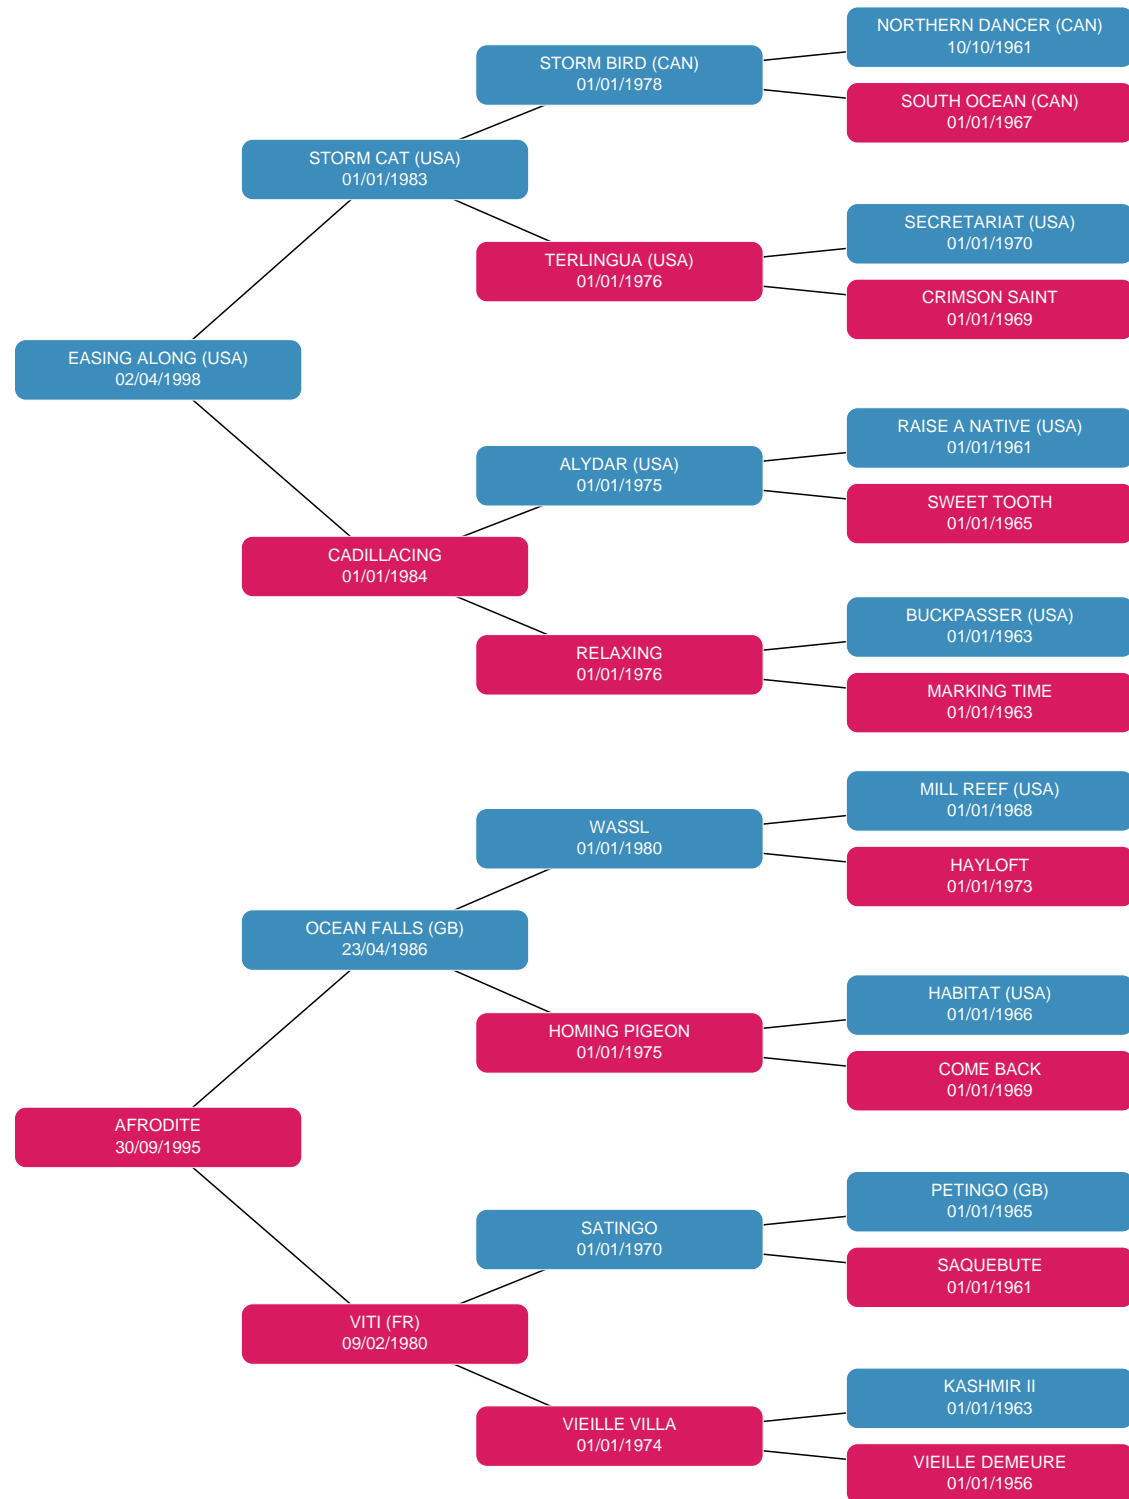 NORTHERN DANCER (CAN)
10/10/1961
STORM BIRD (CAN)
01/01/1978
SOUTH OCEAN (CAN)
01/01/1967
STORM CAT (USA)
01/01/1983
SECRETARIAT (USA)
01/01/1970
TERLINGUA (USA)
01/01/1976
CRIMSON SAINT
01/01/1969
EASING ALONG (USA)
02/04/1998
RAISE A NATIVE (USA)
01/01/1961
ALYDAR (USA)
01/01/1975
SWEET TOOTH
01/01/1965
CADILLACING
01/01/1984
BUCKPASSER (USA)
01/01/1963
RELAXING
01/01/1976
MARKING TIME
01/01/1963
MILL REEF (USA)
01/01/1968
WASSL
01/01/1980
HAYLOFT
01/01/1973
OCEAN FALLS (GB)
23/04/1986
HABITAT (USA)
01/01/1966
HOMING PIGEON
01/01/1975
COME BACK
01/01/1969
AFRODITE
30/09/1995
PETINGO (GB)
01/01/1965
SATINGO
01/01/1970
SAQUEBUTE
01/01/1961
VITI (FR)
09/02/1980
KASHMIR II
01/01/1963
VIEILLE VILLA
01/01/1974
VIEILLE DEMEURE
01/01/1956